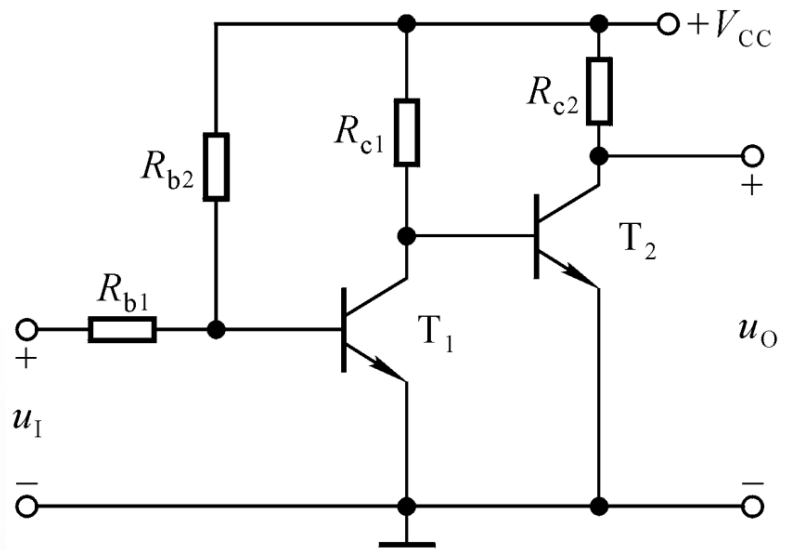 +V_CC
R_c2
R_c1
R_b2
T_2
R_b1
T_1
+
+
u_O
u_I
−
−